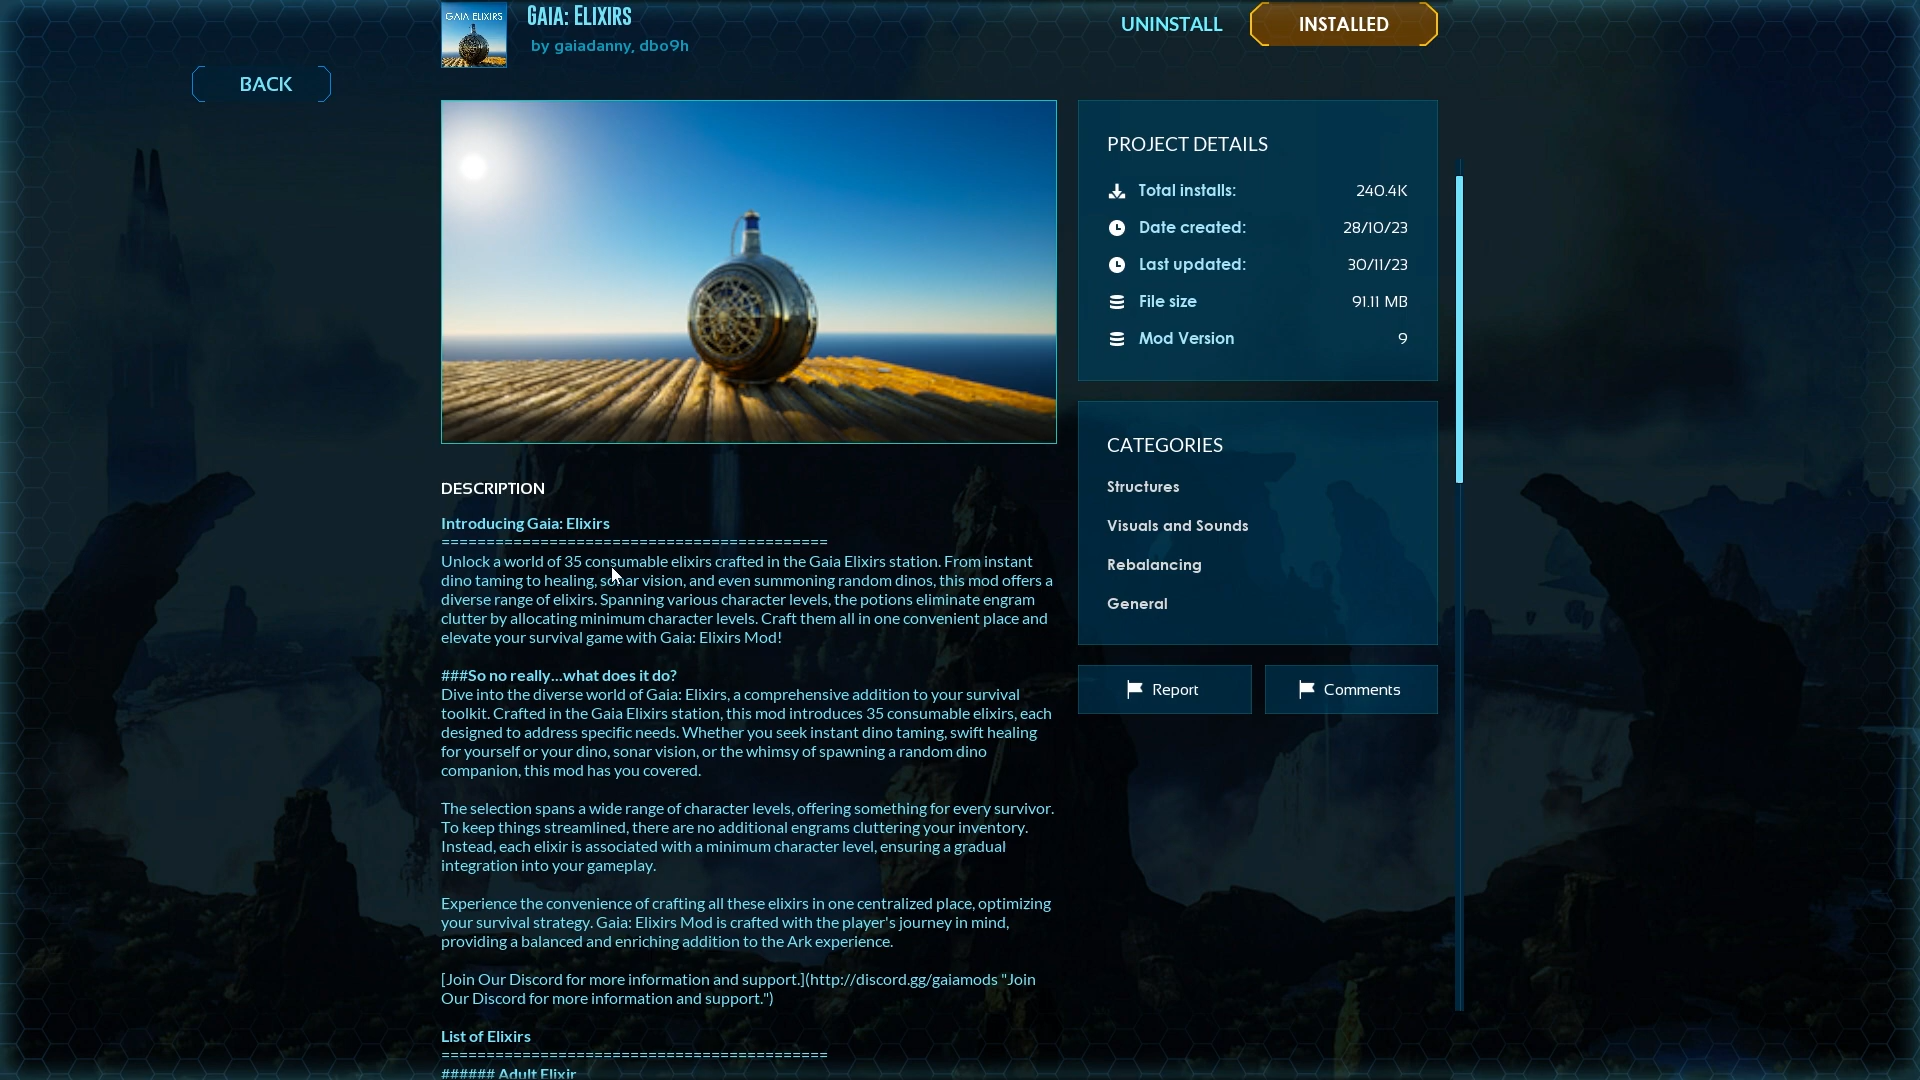 GAIA ELIXIRS
GAIA: ELIXIRS
by gaiadanny, dbo9h
UNINSTALL
INSTALLED
BACK
DESCRIPTION
Introducing Gaia: Elixirs
===========================================
Unlock a world of 35 consumable elixirs crafted in the Gaia Elixirs station. From instant
dino taming to healing, sonar vision, and even summoning random dinos, this mod offers a
diverse range of elixirs. Spanning various character levels, the potions eliminate engram
clutter by allocating minimum character levels. Craft them all in one convenient place and
elevate your survival game with Gaia: Elixirs Mod!
###So no really...what does it do?
Dive into the diverse world of Gaia: Elixirs, a comprehensive addition to your survival
toolkit. Crafted in the Gaia Elixirs station, this mod introduces 35 consumable elixirs, each
designed to address specific needs. Whether you seek instant dino taming, swift healing
for yourself or your dino, sonar vision, or the whimsy of spawning a random dino
companion, this mod has you covered.
The selection spans a wide range of character levels, offering something for every survivor.
To keep things streamlined, there are no additional engrams cluttering your inventory.
Instead, each elixir is associated with a minimum character level, ensuring a gradual
integration into your gameplay.
Experience the convenience of crafting all these elixirs in one centralized place, optimizing
your survival strategy. Gaia: Elixirs Mod is crafted with the player's journey in mind,
providing a balanced and enriching addition to the Ark experience.
[Join Our Discord for more information and support.](http://discord.gg/gaiamods "Join
Our Discord for more information and support.")
List of Elixirs
===========================================
###### Adult Elixir
PROJECT DETAILS
Total installs: 240.4K
Date created: 28/10/23
Last updated: 30/11/23
File size 91.11 MB
Mod Version 9
CATEGORIES
Structures
Visuals and Sounds
Rebalancing
General
Report
Comments